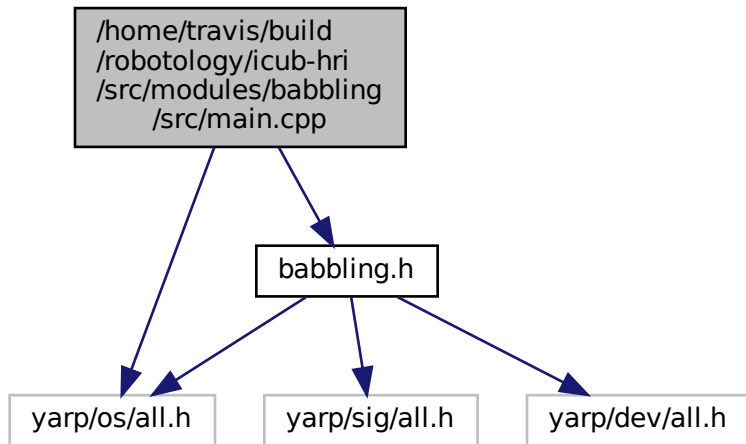 /home/travis/build
/robotology/icub-hri
/src/modules/babbling
/src/main.cpp
babbling.h
yarp/os/all.h
yarp/sig/all.h
yarp/dev/all.h